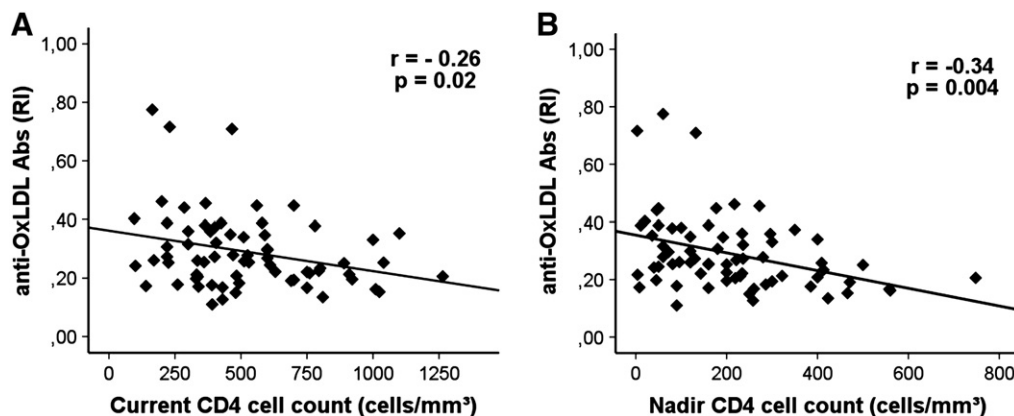 A
1,00
,80
,60
,40
,20
,00
anti-OxLDL Abs (RI)
r = - 0.26
p = 0.02
0 250 500 750 1000 1250
Current CD4 cell count (cells/mm³)
B
1,00
,80
,60
,40
,20
,00
anti-OxLDL Abs (RI)
r = -0.34
p = 0.004
0 200 400 600 800
Nadir CD4 cell count (cells/mm³)